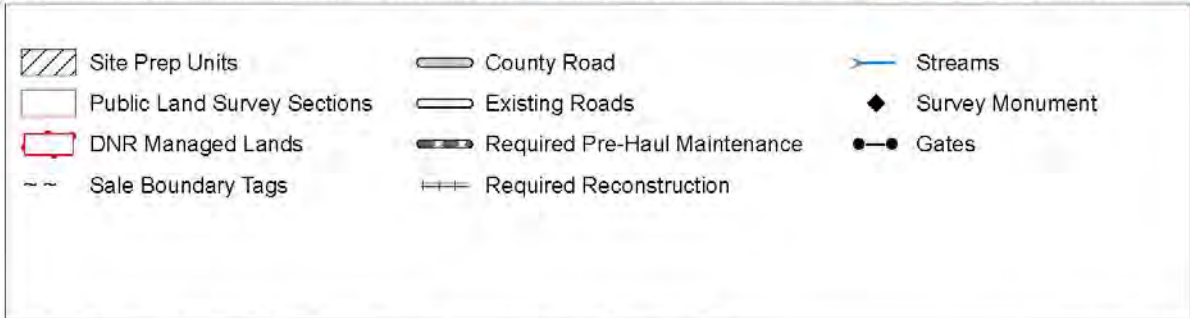 Site Prep Units
Public Land Survey Sections
DNR Managed Lands
Sale Boundary Tags
County Road
Existing Roads
Required Pre-Haul Maintenance
Required Reconstruction
Streams
Survey Monument
Gates